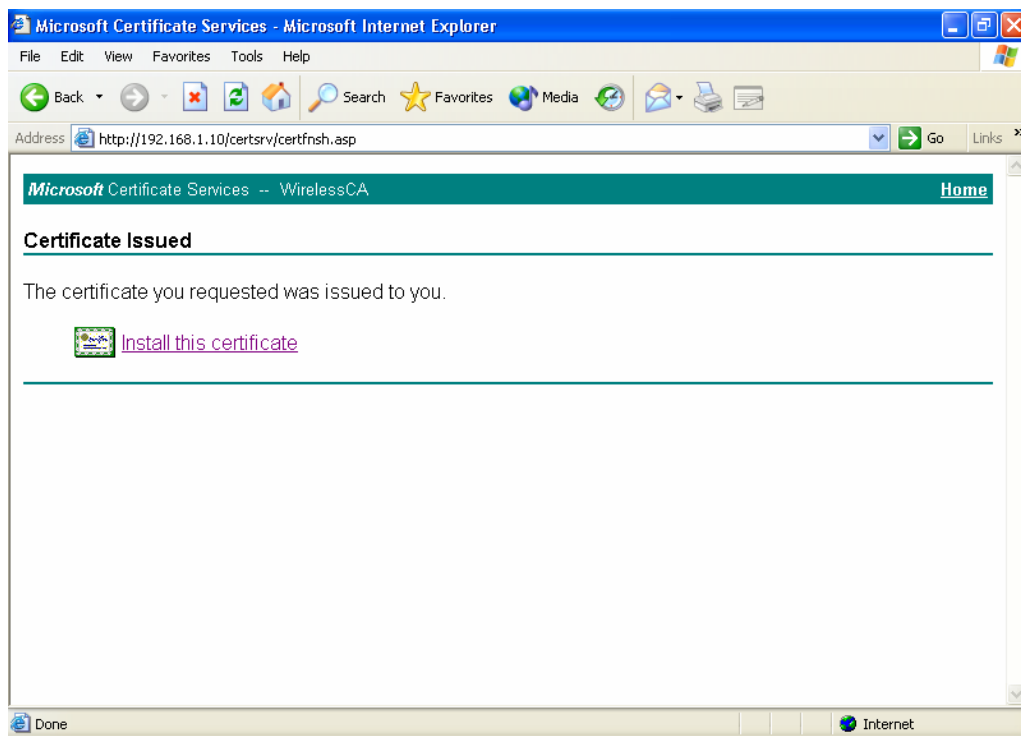 Microsoft Certificate Services - Microsoft Internet Explorer
File Edit View Favorites Tools Help
Back Search Favorites Media
Address http://192.168.1.10/certsrv/certfnsh.asp Go Links »
Microsoft Certificate Services -- WirelessCA Home
Certificate Issued
The certificate you requested was issued to you.
Install this certificate
Done Internet